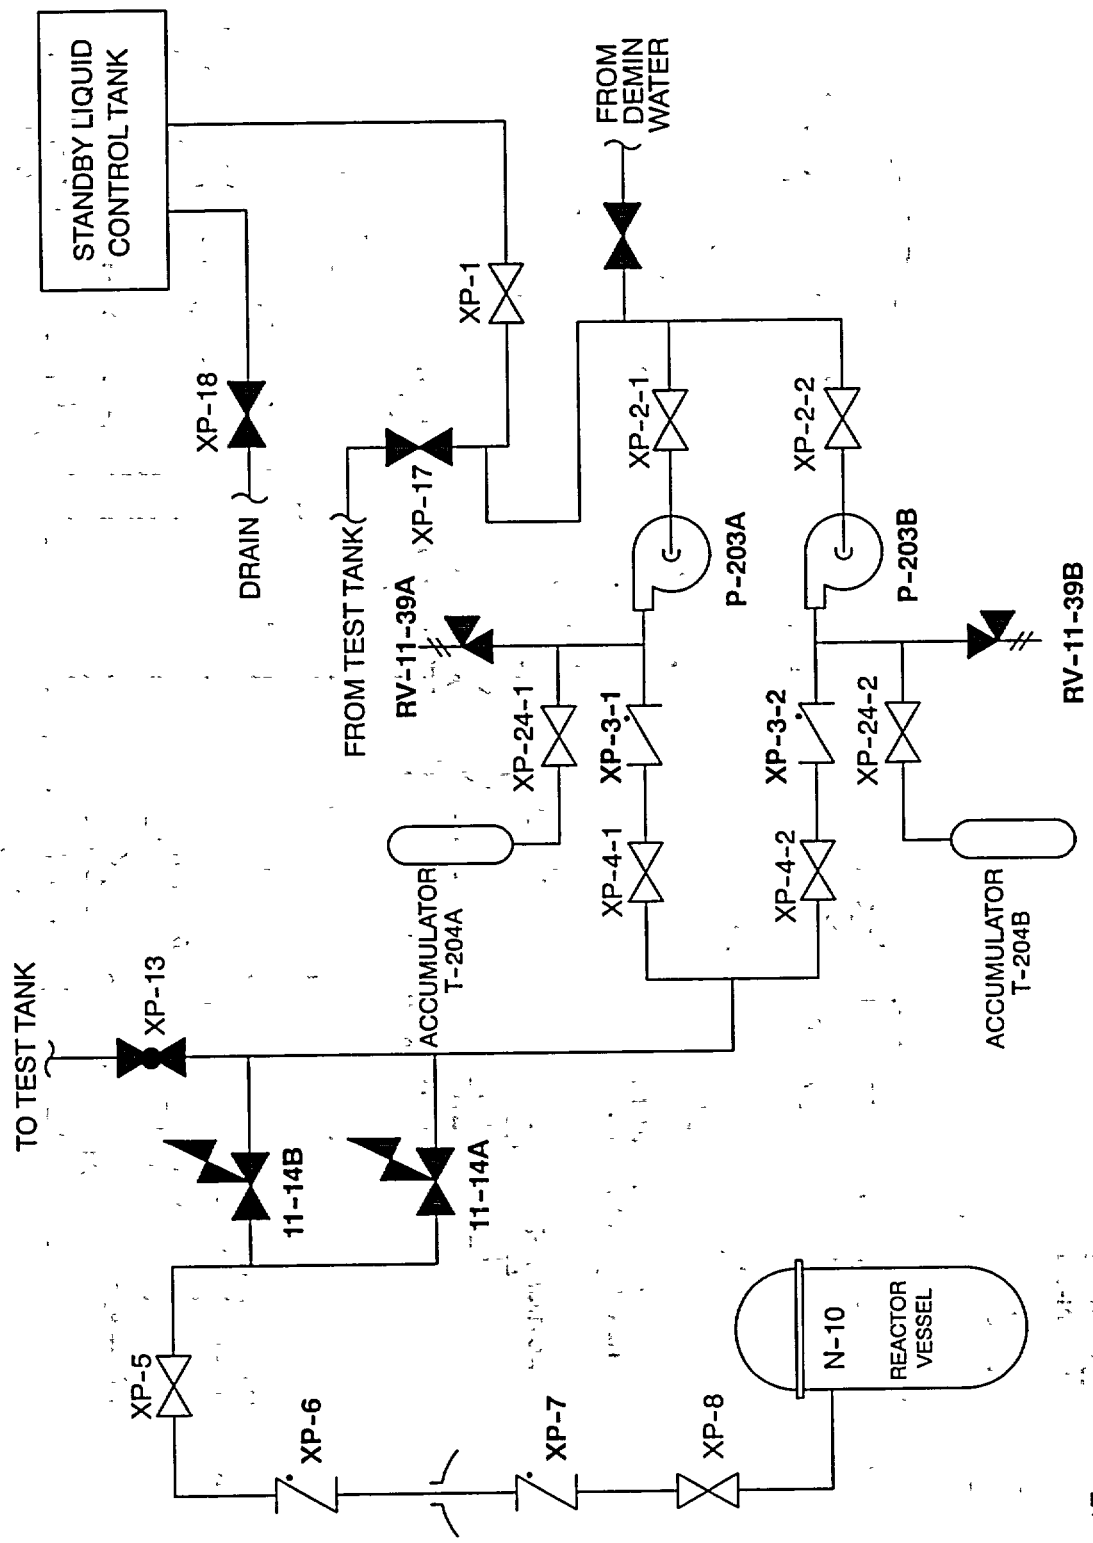 STANDBY LIQUID
CONTROL TANK
FROM
DEMIN
WATER
XP-1
XP-18
DRAIN
XP-17
FROM TEST TANK
XP-2-1
XP-2-2
P-203A
P-203B
RV-11-39A
RV-11-39B
XP-24-1
XP-3-1
XP-3-2
XP-24-2
XP-4-1
XP-4-2
ACCUMULATOR
T-204A
ACCUMULATOR
T-204B
TO TEST TANK
XP-13
11-14B
11-14A
XP-5
XP-6
XP-7
XP-8
N-10
REACTOR
VESSEL